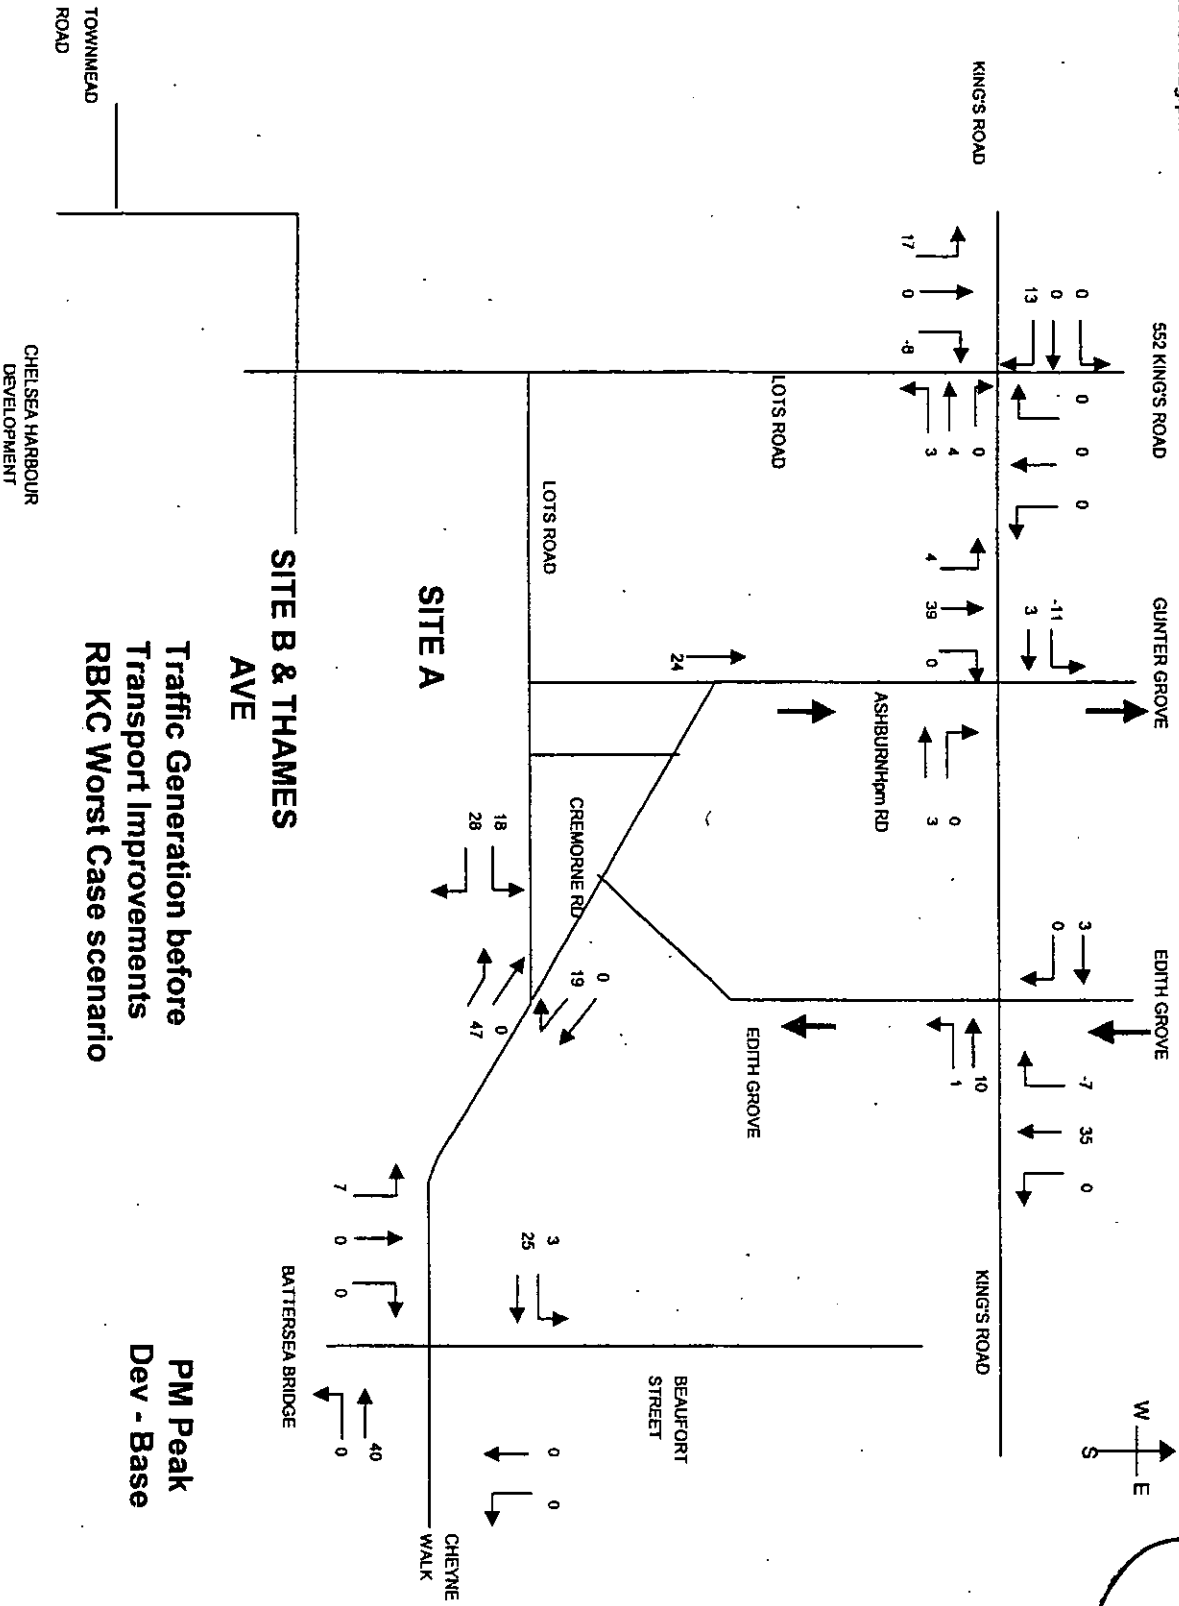 552 KING'S ROAD
GUNTER GROVE
EDITH GROVE
W E
S
0
0
13
0 0 0
-11
3
3
0
-7 35 0
KING'S ROAD
KING'S ROAD
17 0 -8
0
4
3
4 39 0
0
3
10
1
ASHBURNHpm RD
LOTS ROAD
EDITH GROVE
24
BEAUFORT
STREET
LOTS ROAD
CREMORNE RD
0
19
3
25
0 0
18
28
0
47
CHEYNE
WALK
SITE A
7 0 0
40
0
BATTERSEA BRIDGE
SITE B & THAMES
AVE
TOWNMEAD
ROAD
CHELSEA HARBOUR
DEVELOPMENT
Traffic Generation before
Transport Improvements
RBKC Worst Case scenario
PM Peak
Dev - Base